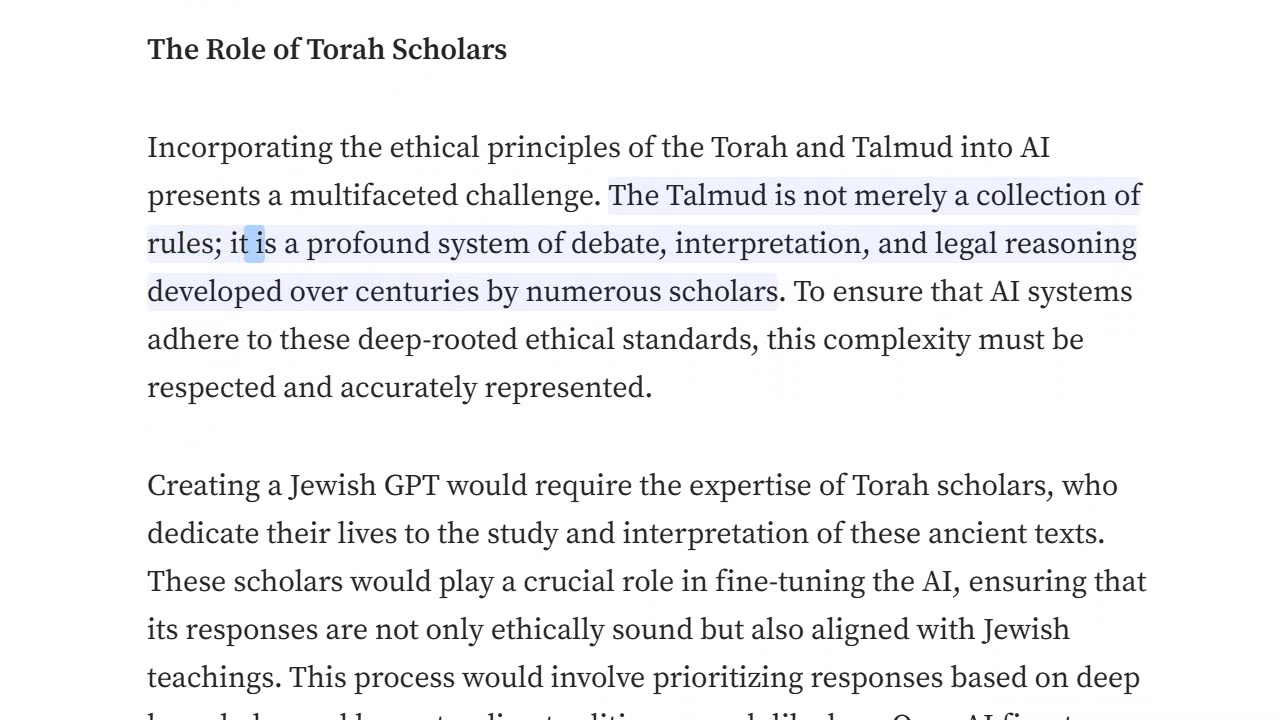 The Role of Torah Scholars
Incorporating the ethical principles of the Torah and Talmud into AI
presents a multifaceted challenge. The Talmud is not merely a collection of
rules; it is a profound system of debate, interpretation, and legal reasoning
developed over centuries by numerous scholars. To ensure that AI systems
adhere to these deep-rooted ethical standards, this complexity must be
respected and accurately represented.
Creating a Jewish GPT would require the expertise of Torah scholars, who
dedicate their lives to the study and interpretation of these ancient texts.
These scholars would play a crucial role in fine-tuning the AI, ensuring that
its responses are not only ethically sound but also aligned with Jewish
teachings. This process would involve prioritizing responses based on deep